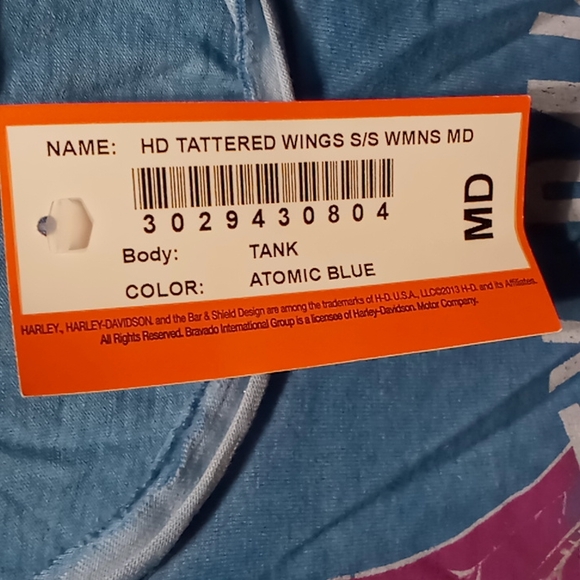 NAME: HD TATTERED WINGS S/S WMNS MD
3029430804
MD
Body: TANK
COLOR: ATOMIC BLUE
HARLEY, HARLEY-DAVIDSON, and the Bar & Shield Design are among the trademarks of H-D U.S.A., LLC©2013 H-D. and its Affiliates.
All Rights Reserved. Bravado International Group is a licensee of Harley-Davidson. Motor Company.